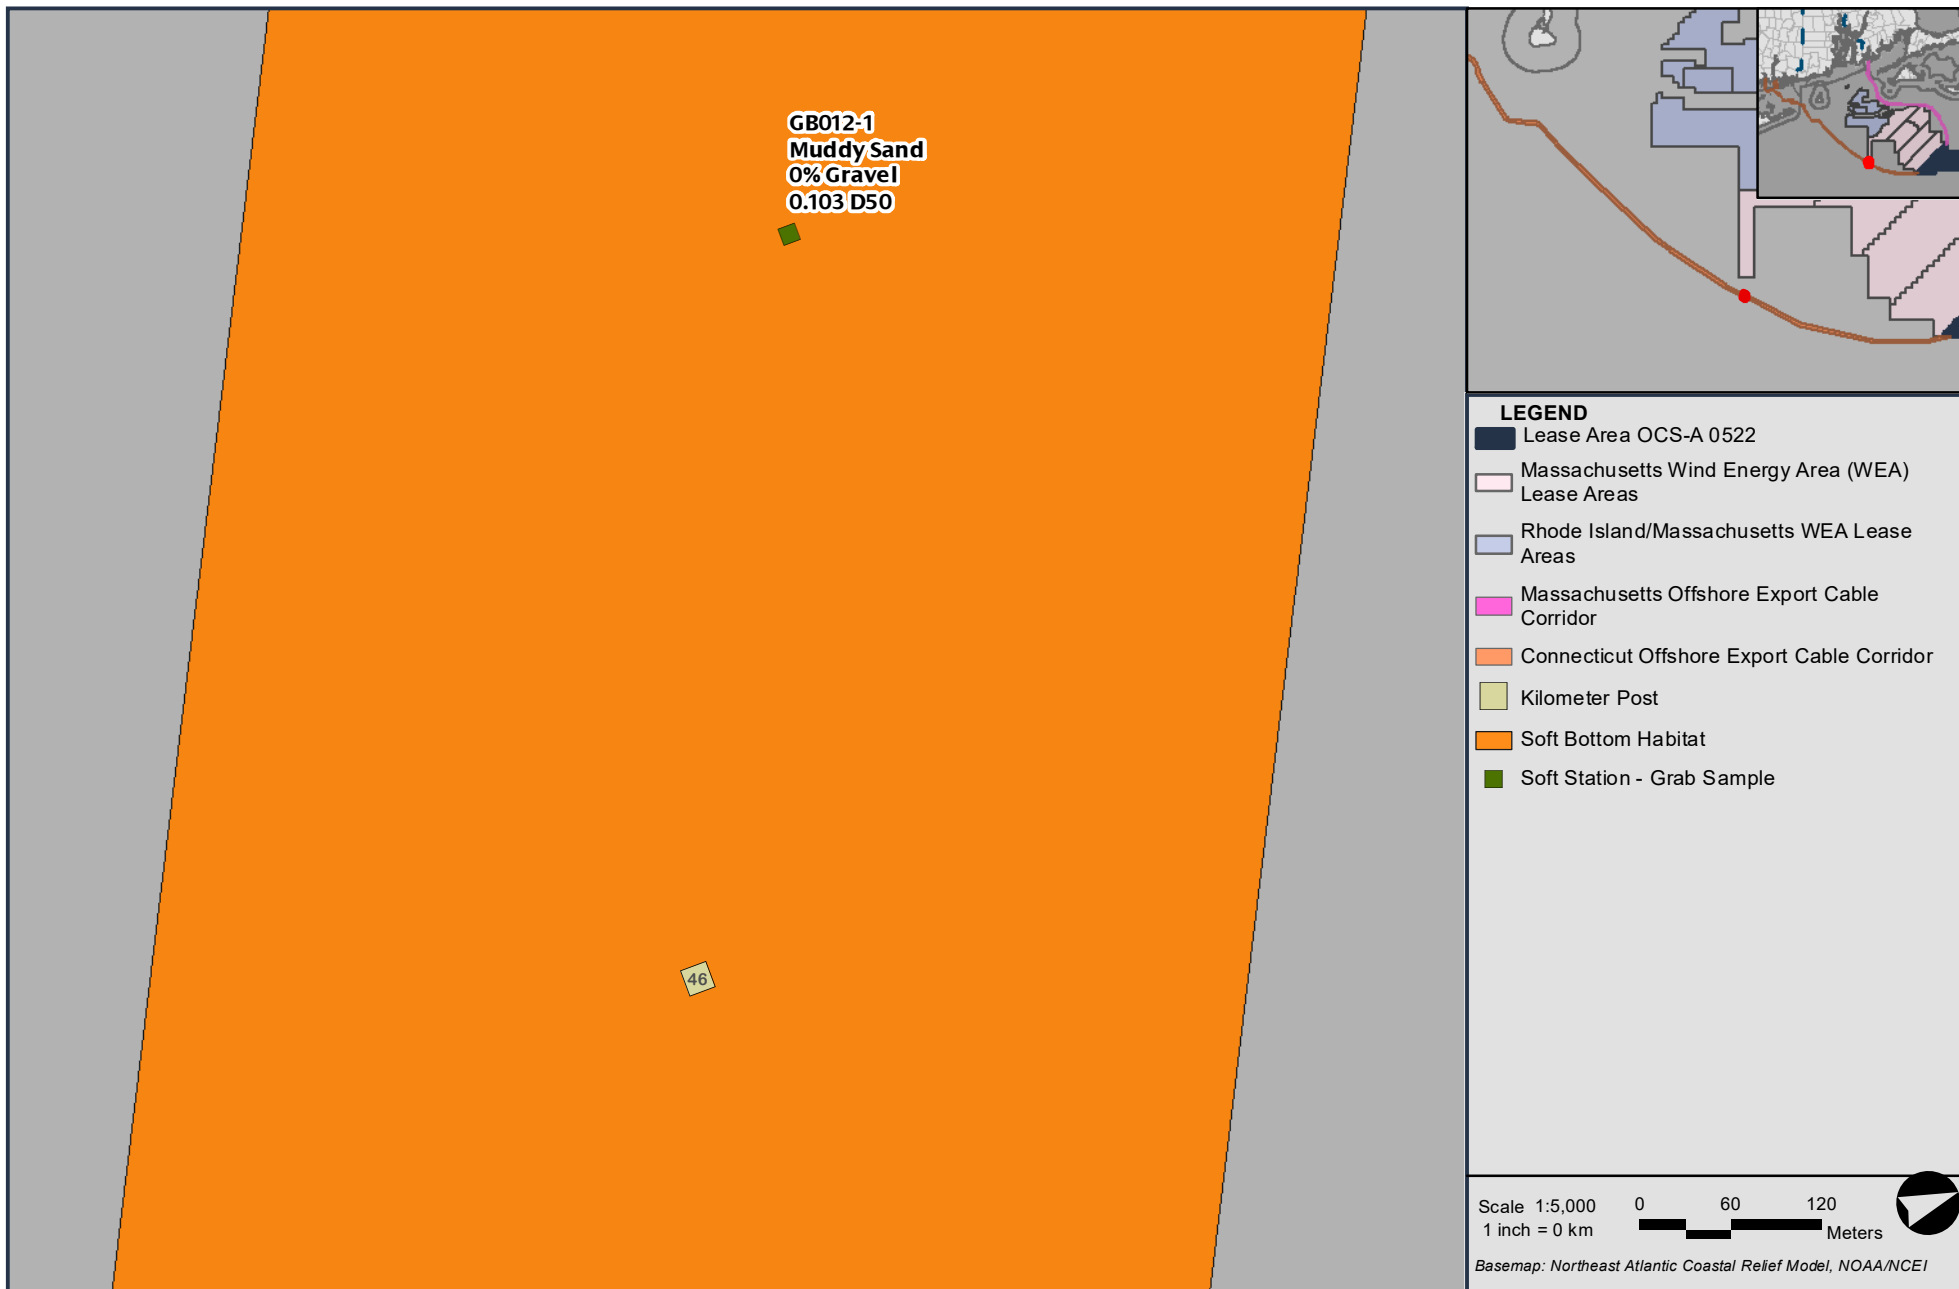 GB012-1
Muddy Sand
0% Gravel
0.103 D50
46
LEGEND
Lease Area OCS-A 0522
Massachusetts Wind Energy Area (WEA)
Lease Areas
Rhode Island/Massachusetts WEA Lease
Areas
Massachusetts Offshore Export Cable
Corridor
Connecticut Offshore Export Cable Corridor
Kilometer Post
Soft Bottom Habitat
Soft Station - Grab Sample
Scale 1:5,000
1 inch = 0 km
0 60 120
Meters
Basemap: Northeast Atlantic Coastal Relief Model, NOAA/NCEI